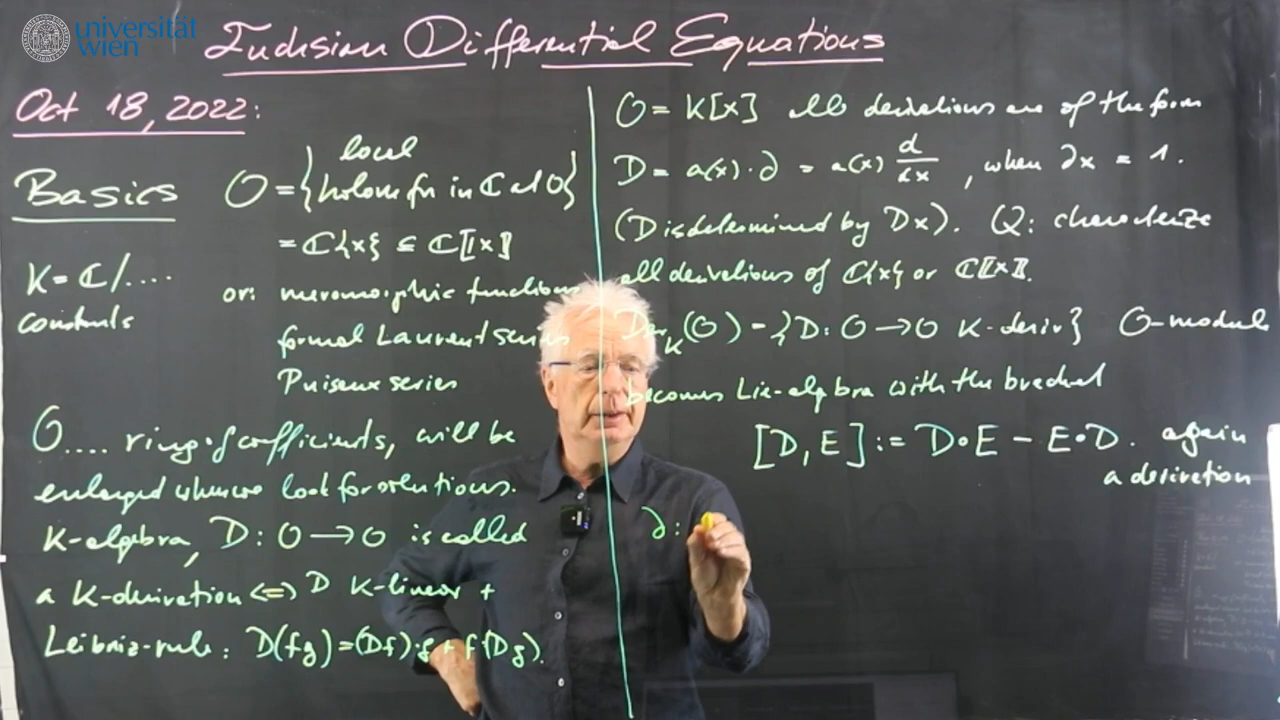 universität
wien
Fuchsian Differential Equations
Oct 18, 2022:
Basics
K = ℂ/....
constants
O = { local
holom fn in ℂ at 0 }
= ℂ{x} ⊆ ℂ[[x]]
or: meromorphic functions
formal Laurent series
Puiseux series
O .... ring of coefficients, will be
enlarged when we look for solutions.
K-algebra, D: O → O is called
a K-derivation <=> D K-linear +
Leibniz-rule: D(fg) = (Df)·g + f(Dg).
O = K[x] all derivations are of the form
D = a(x)·∂ = a(x) d/dx, when ∂x = 1.
(D is determined by Dx). Q: characterize
all derivations of ℂ{x} or ℂ[[x]].
Der_K(O) = {D: O → O K-deriv} O-module
becomes Lie-algebra with the bracket
[D, E] := D∘E - E∘D. again
a derivation
∂: